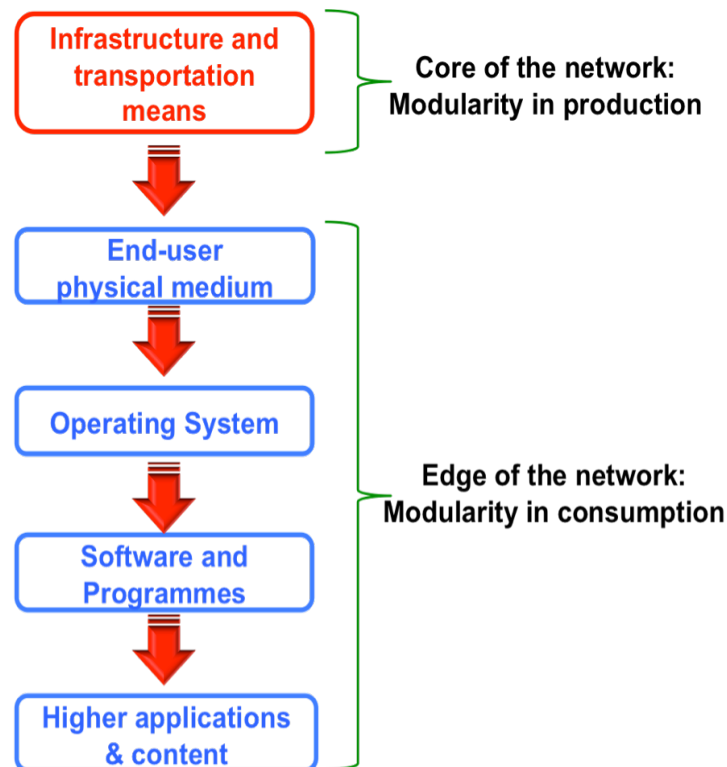 Infrastructure and
transportation
means
Core of the network:
Modularity in production
End-user
physical medium
Operating System
Edge of the network:
Modularity in consumption
Software and
Programmes
Higher applications
& content